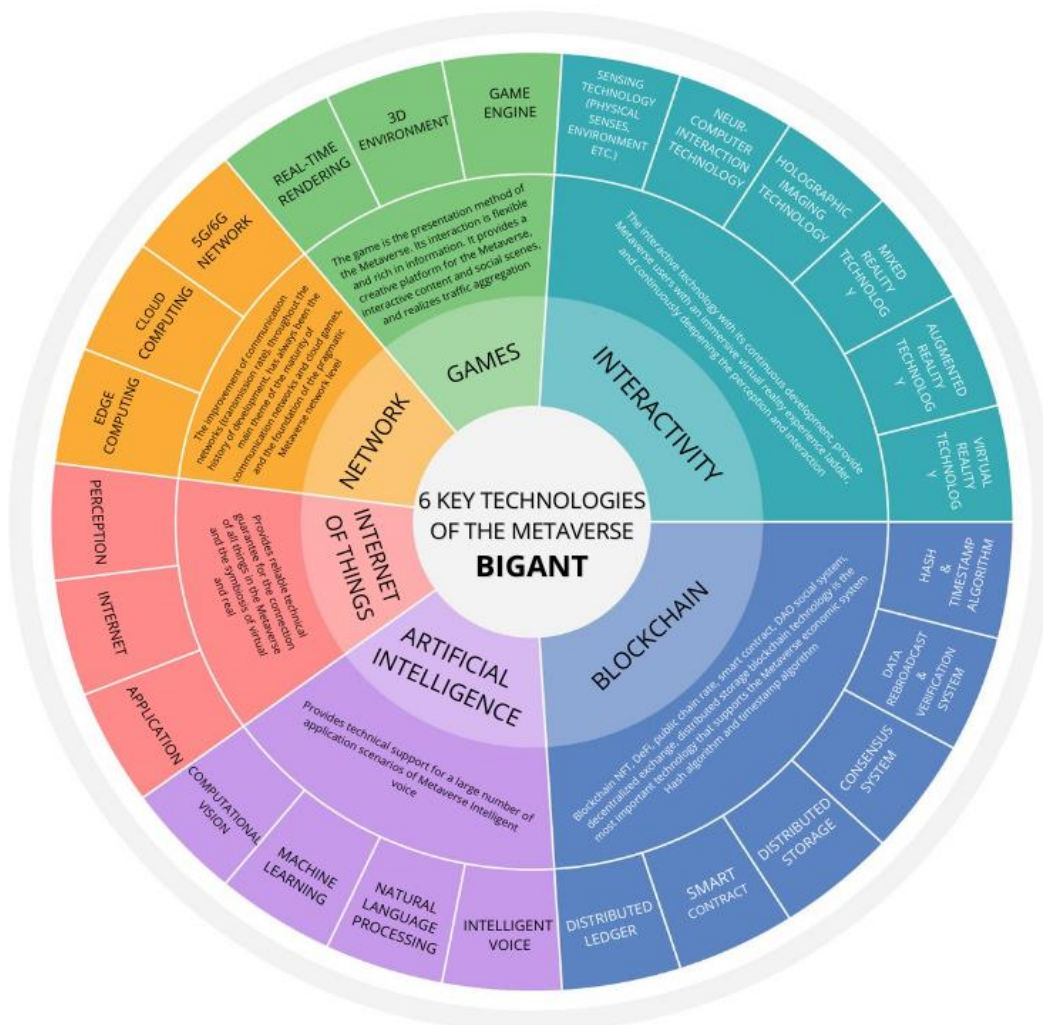 6 KEY TECHNOLOGIES
OF THE METAVERSE
BIGANT
INTERACTIVITY
The interactive technology with its continuous development, provide
Metaverse users with an immersive virtual reality experience ladder,
and continuously deepening the perception and interaction
SENSING
TECHNOLOGY
(PHYSICAL
SENSES,
ENVIRONMENT
ETC.)
NEUR-
COMPUTER
INTERACTION
TECHNOLOGY
HOLOGRAPHIC
IMAGING
TECHNOLOGY
MIXED
REALITY
TECHNOLOG
Y
AUGMENTED
REALITY
TECHNOLOG
Y
VIRTUAL
REALITY
TECHNOLOG
Y
BLOCKCHAIN
Blockchain NFT, DeFi, public chain rate, smart contract, DAO social system,
decentralized exchange, distributed storage blockchain technology is the
most important technology that supports the Metaverse economic system
Hash algorithm and timestamp algorithm
HASH
&
TIMESTAMP
ALGORITHM
DATA
REBROADCAST
&
VERIFICATION
SYSTEM
CONSENSUS
SYSTEM
DISTRIBUTED
STORAGE
SMART
CONTRACT
DISTRIBUTED
LEDGER
ARTIFICIAL
INTELLIGENCE
Provides technical support for a large number of
application scenarios of Metaverse Intelligent
voice
INTELLIGENT
VOICE
NATURAL
LANGUAGE
PROCESSING
MACHINE
LEARNING
COMPUTATIONAL
VISION
INTERNET
OF THINGS
Provides reliable technical
guarantee for the connection
of all things in the Metaverse
and the symbiosis of virtual
and real
APPLICATION
INTERNET
PERCEPTION
NETWORK
The improvement of communication
networks (transmission rate), throughout the
history of development, has always been the
main theme of the maturity of
communication networks and cloud games,
and the foundation of the pragmatic
Metaverse network level
EDGE
COMPUTING
CLOUD
COMPUTING
5G/6G
NETWORK
GAMES
The game is the presentation method of
the Metaverse. Its interaction is flexible
and rich in information. It provides a
creative platform for the Metaverse,
interactive content and social scenes,
and realizes traffic aggregation
REAL-TIME
RENDERING
3D
ENVIRONMENT
GAME
ENGINE